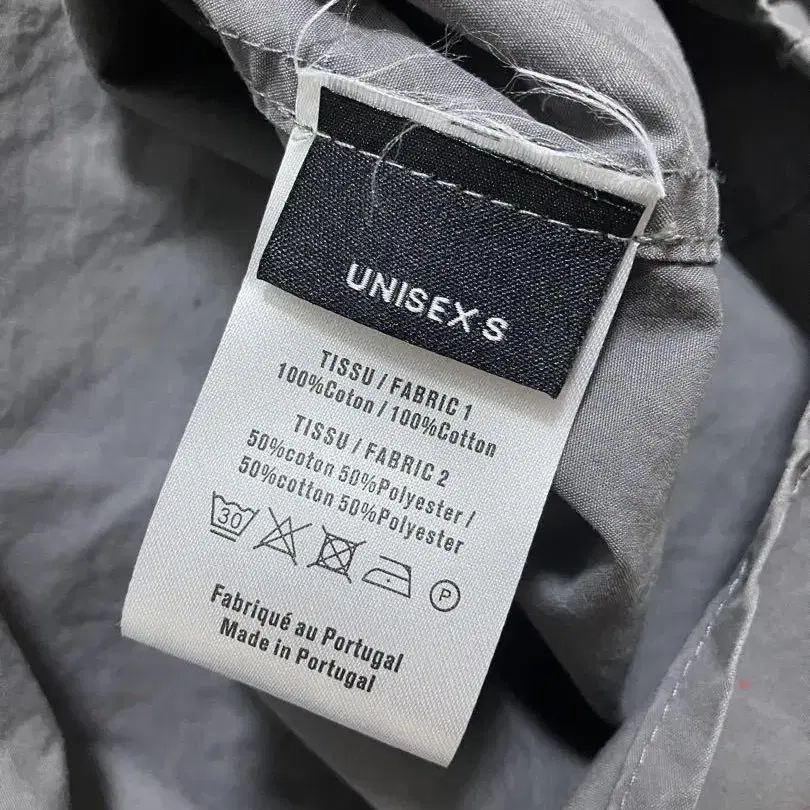 UNISEX S
TISSU / FABRIC 1
100%Coton / 100%Cotton
TISSU / FABRIC 2
50%coton 50%Polyester /
50%cotton 50%Polyester
30
P
Fabriqué au Portugal
Made in Portugal